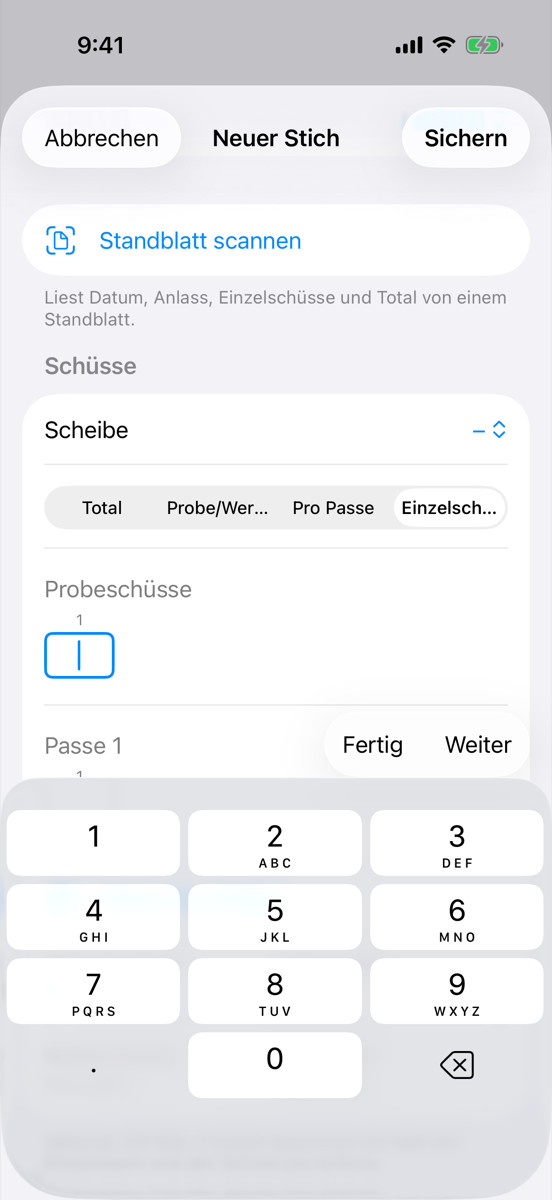 9:41
Abbrechen
Neuer Stich
Sichern
Standblatt scannen
Liest Datum, Anlass, Einzelschüsse und Total von einem
Standblatt.
Schüsse
Scheibe
–
Total
Probe/Wer...
Pro Passe
Einzelsch...
Probeschüsse
1
Passe 1
1
Fertig
Weiter
1
2
ABC
3
DEF
4
GHI
5
JKL
6
MNO
7
PQRS
8
TUV
9
WXYZ
.
0